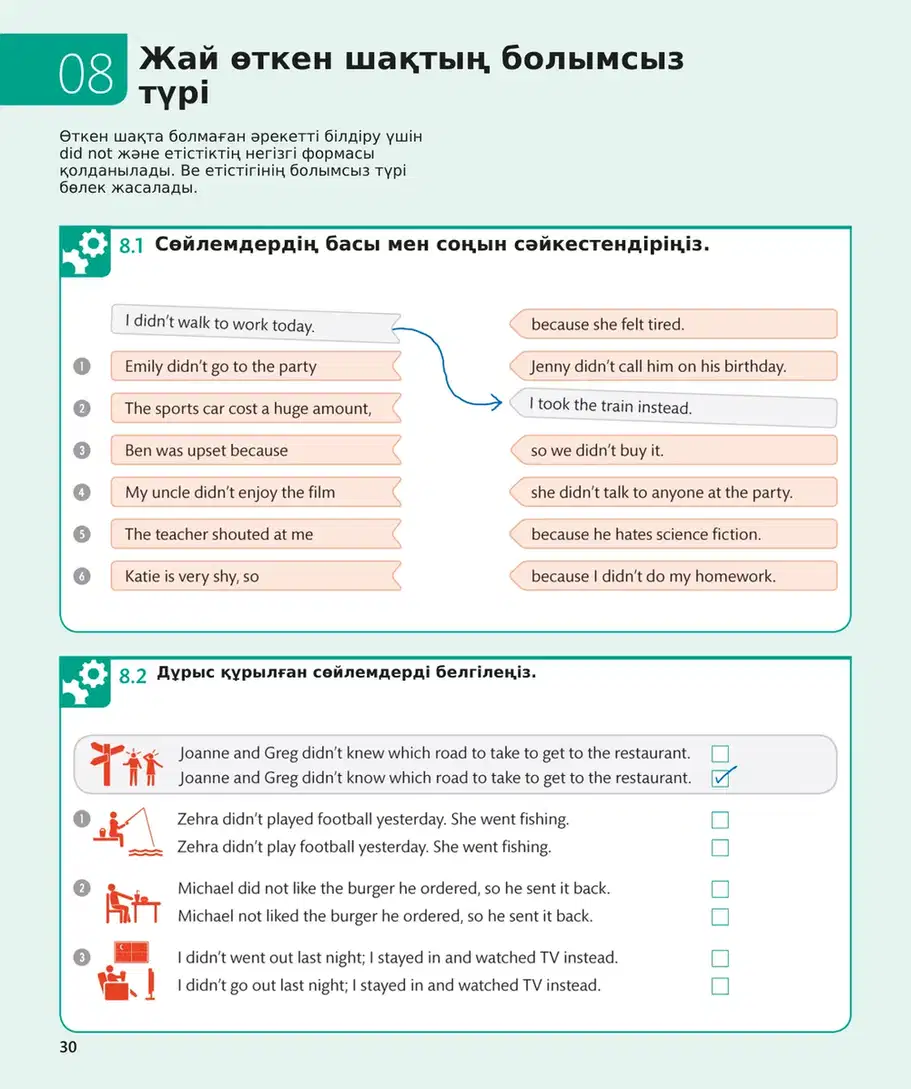 08
Жай өткен шақтың болымсыз
түрі
Өткен шақта болмаған әрекетті білдіру үшін
did not және етістіктің негізгі формасы
қолданылады. Be етістігінің болымсыз түрі
бөлек жасалады.
8.1 Сөйлемдердің басы мен соңын сәйкестендіріңіз.
I didn't walk to work today.
because she felt tired.
1 Emily didn't go to the party
Jenny didn't call him on his birthday.
2 The sports car cost a huge amount,
I took the train instead.
3 Ben was upset because
so we didn't buy it.
4 My uncle didn't enjoy the film
she didn't talk to anyone at the party.
5 The teacher shouted at me
because he hates science fiction.
6 Katie is very shy, so
because I didn't do my homework.
8.2 Дұрыс құрылған сөйлемдерді белгілеңіз.
Joanne and Greg didn't knew which road to take to get to the restaurant.
Joanne and Greg didn't know which road to take to get to the restaurant.
1 Zehra didn't played football yesterday. She went fishing.
Zehra didn't play football yesterday. She went fishing.
2 Michael did not like the burger he ordered, so he sent it back.
Michael not liked the burger he ordered, so he sent it back.
3 I didn't went out last night; I stayed in and watched TV instead.
I didn't go out last night; I stayed in and watched TV instead.
30